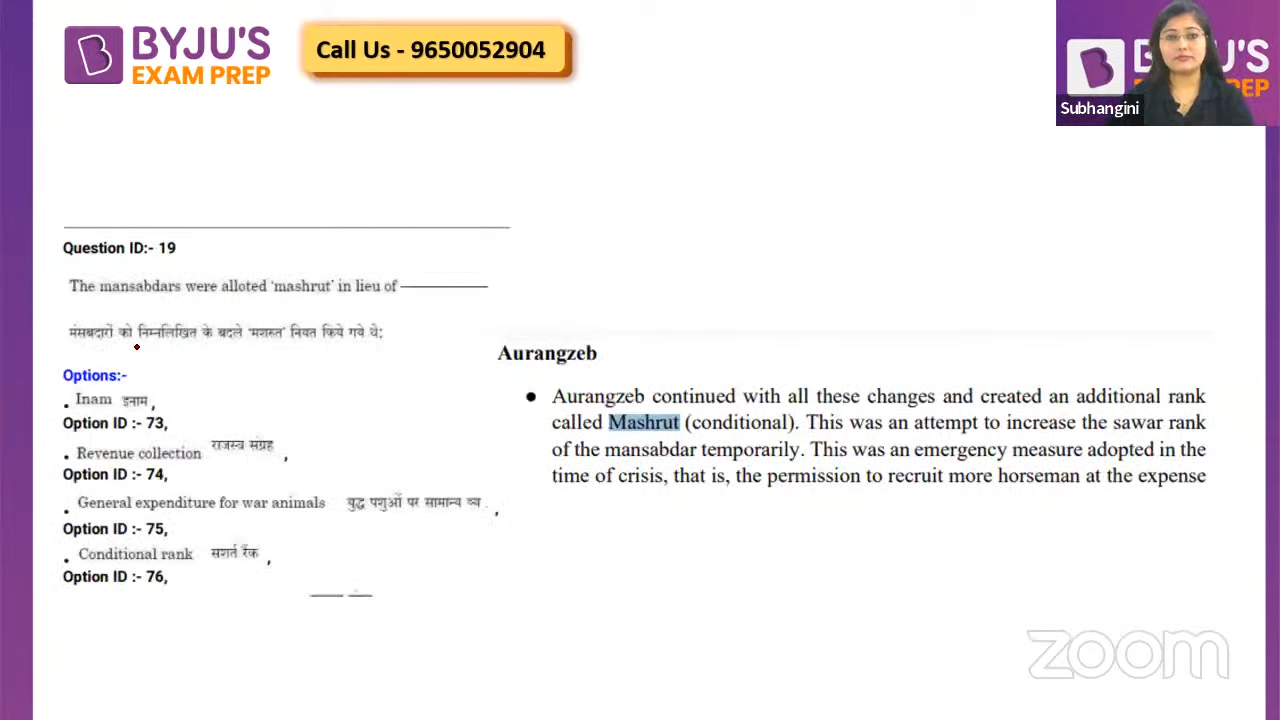 BYJU'S
EXAM PREP
Call Us - 9650052904
Subhangini
Question ID:- 19
The mansabdars were alloted 'mashrut' in lieu of
मंसबदारों को निम्नलिखित के बदले 'मशरूत' नियत किये गये थे:
Options:-
• Inam इनाम ,
Option ID :- 73,
• Revenue collection राजस्व संग्रह ,
Option ID :- 74,
• General expenditure for war animals युद्ध पशुओं पर सामान्य व्यय ,
Option ID :- 75,
• Conditional rank सशर्त रैंक ,
Option ID :- 76,
Aurangzeb
● Aurangzeb continued with all these changes and created an additional rank
called Mashrut (conditional). This was an attempt to increase the sawar rank
of the mansabdar temporarily. This was an emergency measure adopted in the
time of crisis, that is, the permission to recruit more horseman at the expense
zoom